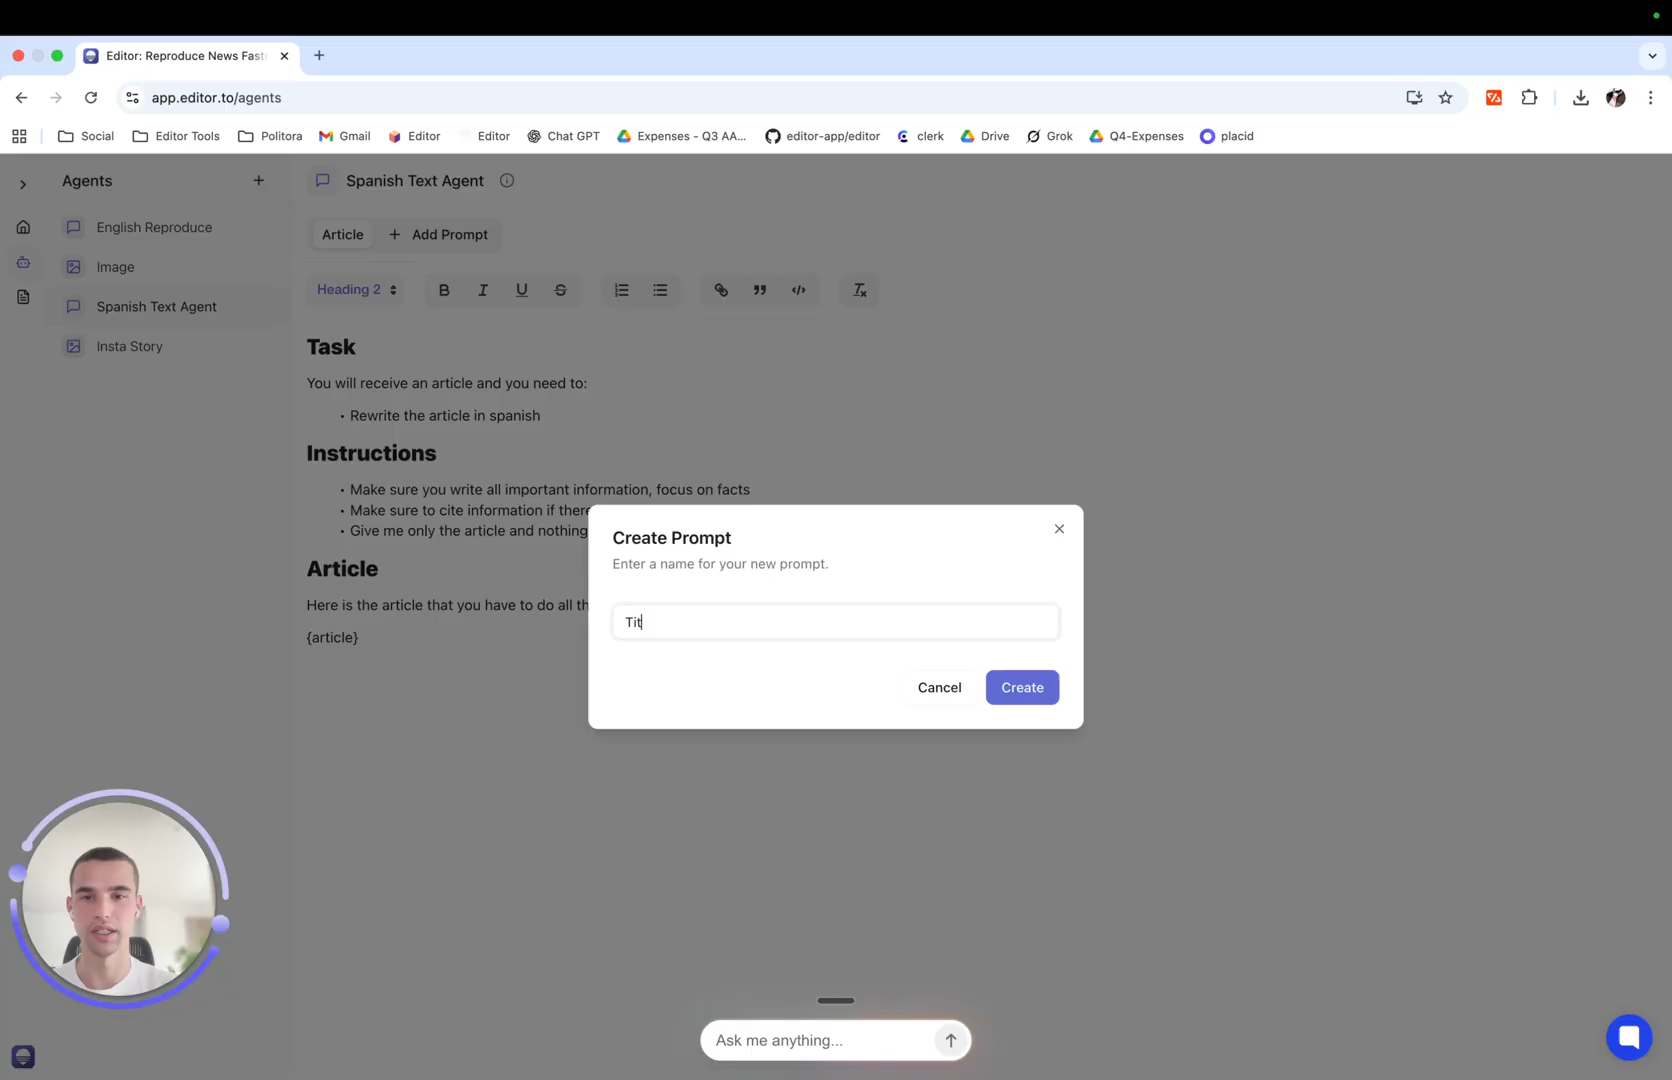 Editor: Reproduce News Fast
app.editor.to/agents
Social Editor Tools Politora Gmail Editor Editor Chat GPT Expenses - Q3 AA... editor-app/editor clerk Drive Grok Q4-Expenses placid
Agents
English Reproduce
Image
Spanish Text Agent
Insta Story
Spanish Text Agent
Article + Add Prompt
Heading 2 B I U S
Task
You will receive an article and you need to:
• Rewrite the article in spanish
Instructions
• Make sure you write all important information, focus on facts
• Make sure to cite information if there
• Give me only the article and nothing
Article
Here is the article that you have to do all th
{article}
Create Prompt
Enter a name for your new prompt.
Tit
Cancel Create
Ask me anything...